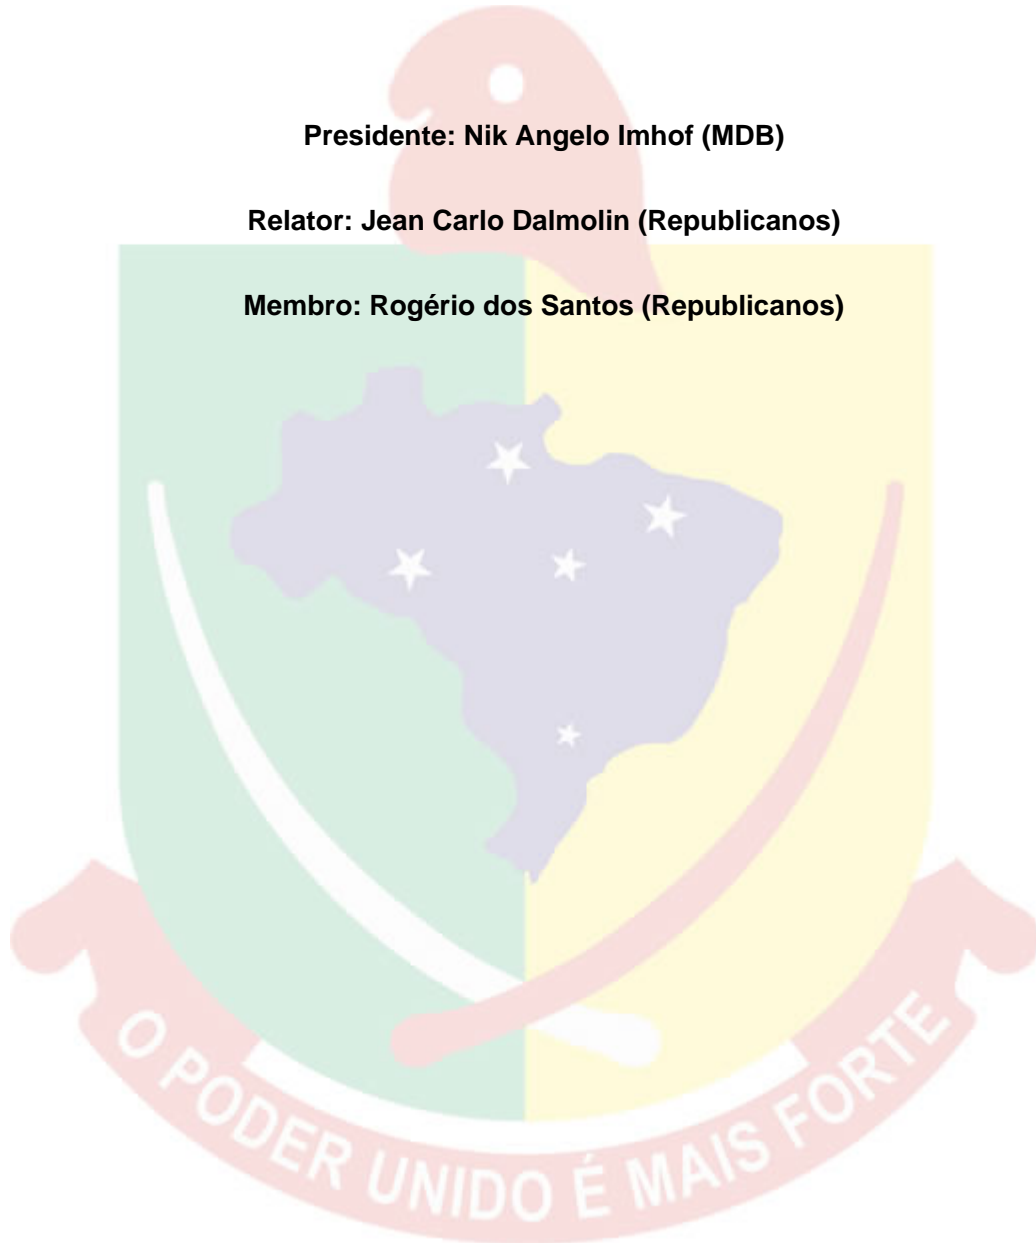 Presidente: Nik Angelo Imhof (MDB)
Relator: Jean Carlo Dalmolin (Republicanos)
Membro: Rogério dos Santos (Republicanos)
O PODER UNIDO É MAIS FORTE